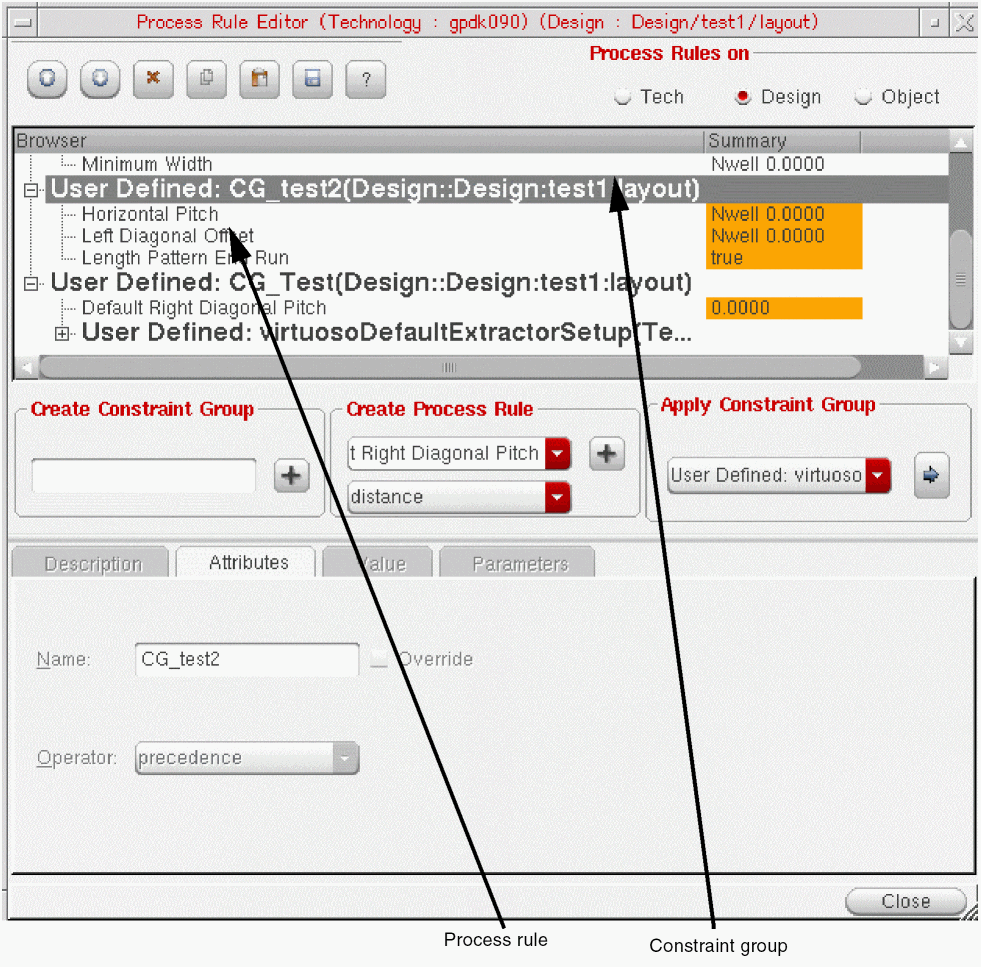 Process Rule Editor (Technology : gpdk090) (Design : Design/test1/layout)
Process Rules on
?
Tech
Design
Object
Browser
Summary
Minimum Width
Nwell 0.0000
User Defined: CG_test2(Design::Design:test1:layout)
Horizontal Pitch
Nwell 0.0000
Left Diagonal Offset
Nwell 0.0000
Length Pattern End Run
true
User Defined: CG_Test(Design::Design:test1:layout)
Default Right Diagonal Pitch
0.0000
User Defined: virtuosoDefaultExtractorSetup(Te...
Create Constraint Group
Create Process Rule
t Right Diagonal Pitch
distance
Apply Constraint Group
User Defined: virtuoso
Description
Attributes
Value
Parameters
Name:
CG_test2
Override
Operator:
precedence
Close
Process rule
Constraint group